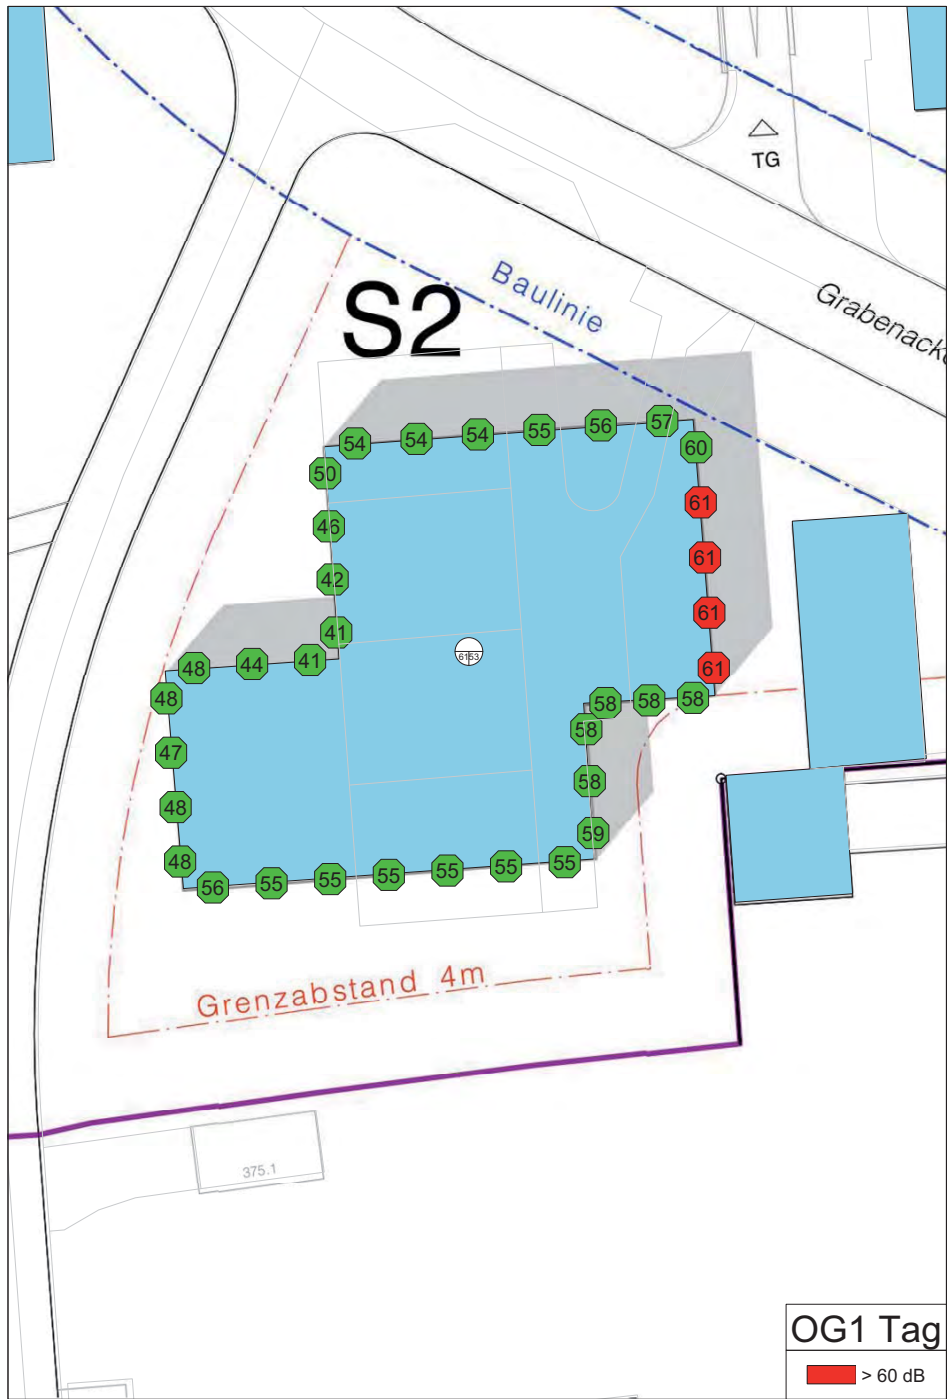 TG
Baulinie
Grabenack
S2
54 54 54 55 56 57
50 60
46 61
42 61
41 61
48 44 41 61
6153
48 58 58 58
47 58
48 58
48 59
56 55 55 55 55 55 55
Grenzabstand 4m
375.1
OG1 Tag
> 60 dB